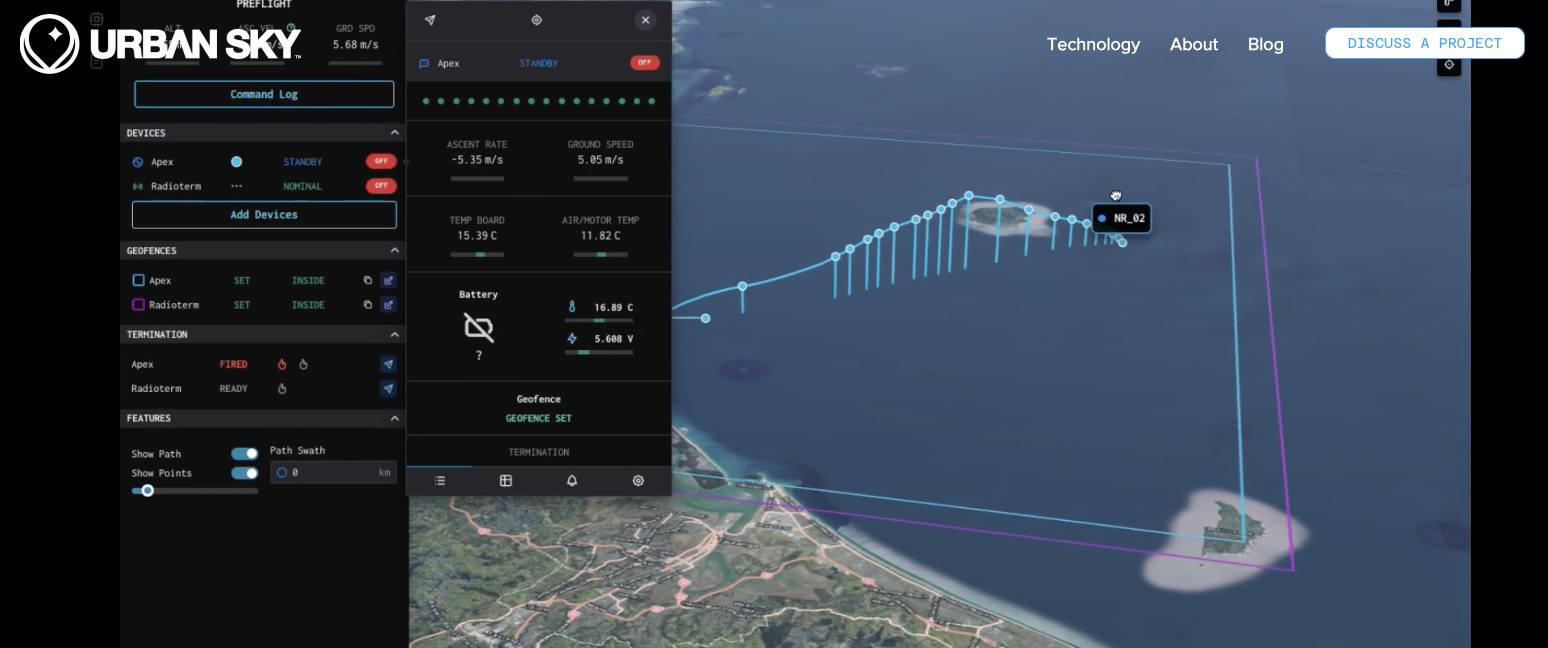 PREFLIGHT
URBAN SKY™
Technology
About
Blog
DISCUSS A PROJECT
ALT
ASC VEL
GRD SPD
5.68 m/s
Command Log
DEVICES
Apex
STANDBY
OFF
Radioterm
NOMINAL
OFF
Add Devices
GEOFENCES
Apex
SET
INSIDE
Radioterm
SET
INSIDE
TERMINATION
Apex
FIRED
Radioterm
READY
FEATURES
Show Path
Path Swath
Show Points
0
km
Apex
STANDBY
OFF
ASCENT RATE
GROUND SPEED
-5.35 m/s
5.05 m/s
TEMP BOARD
AIR/MOTOR TEMP
15.39 C
11.82 C
Battery
?
16.89 C
5.608 V
Geofence
GEOFENCE SET
TERMINATION
NR_02